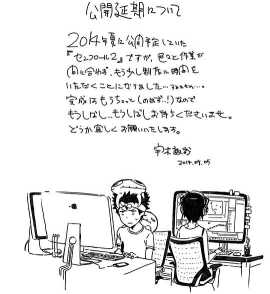 公開延期について
2014年夏に公開予定していた
『センコロール2』ですが、色々と作業が
間に合わず、もう少し制作に時間を
いただくことになりました…すみません…。
完成はもうちょっと(のはず…!)なので
もうしばし…もうしばしお待ちくださいませ。
どうか宜しくお願いいたします。
宇木敦哉
2014.09.05